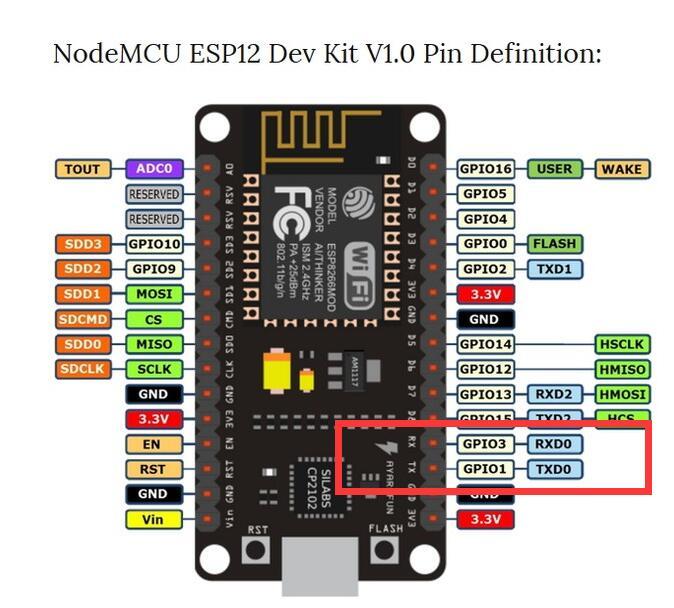 NodeMCU ESP12 Dev Kit V1.0 Pin Definition:
TOUT ADC0 A0 D0 GPIO16 USER WAKE
RESERVED RSV D1 GPIO5
RESERVED RSV D2 GPIO4
SDD3 GPIO10 SD3 D3 GPIO0 FLASH
SDD2 GPIO9 SD2 D4 GPIO2 TXD1
SDD1 MOSI SD1 3V3 3.3V
SDCMD CS CMD GND GND
SDD0 MISO SD0 D5 GPIO14 HSCLK
SDCLK SCLK CLK D6 GPIO12 HMISO
GND GND D7 GPIO13 RXD2 HMOSI
3.3V 3V3 D8 GPIO15 TXD2 HCS
EN EN RX GPIO3 RXD0
RST RST TX GPIO1 TXD0
GND GND GND
Vin Vin 3V3 3.3V
MODEL
VENDOR
ESP8266MOD
AI/THINKER
ISM 2.4GHz
PA +25dBm
802.11b/g/n
FC
Wi Fi
AM1117
SILABS
CP2102
RST
FLASH